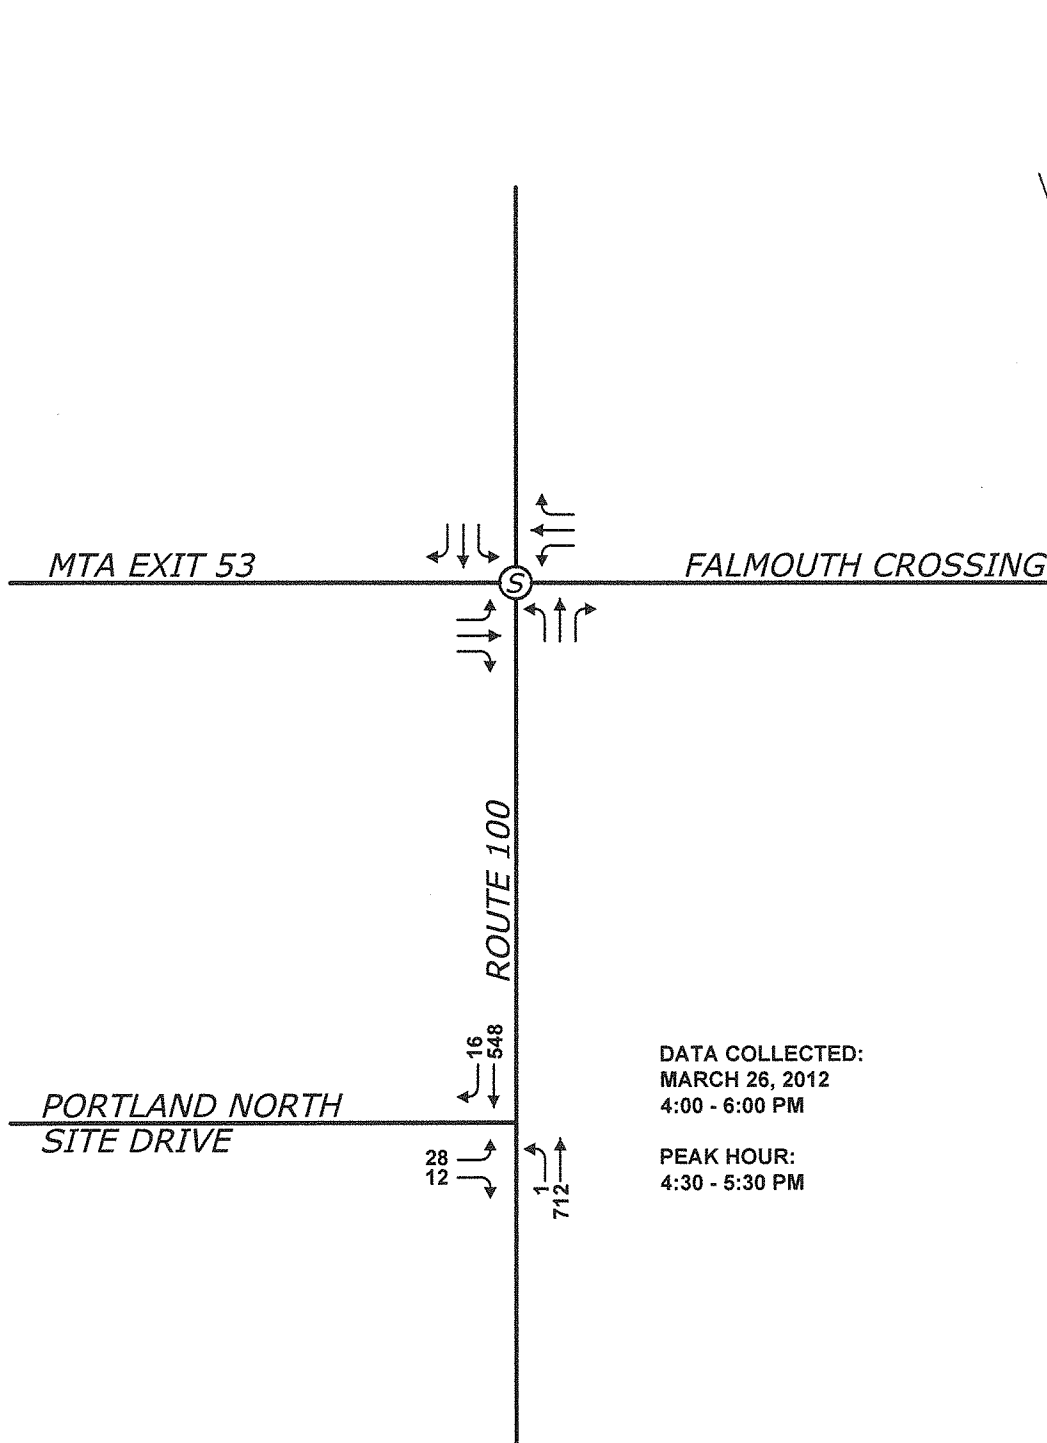 MTA EXIT 53
FALMOUTH CROSSING
S
ROUTE 100
16
548
PORTLAND NORTH
SITE DRIVE
28
12
1
712
DATA COLLECTED:
MARCH 26, 2012
4:00 - 6:00 PM
PEAK HOUR:
4:30 - 5:30 PM